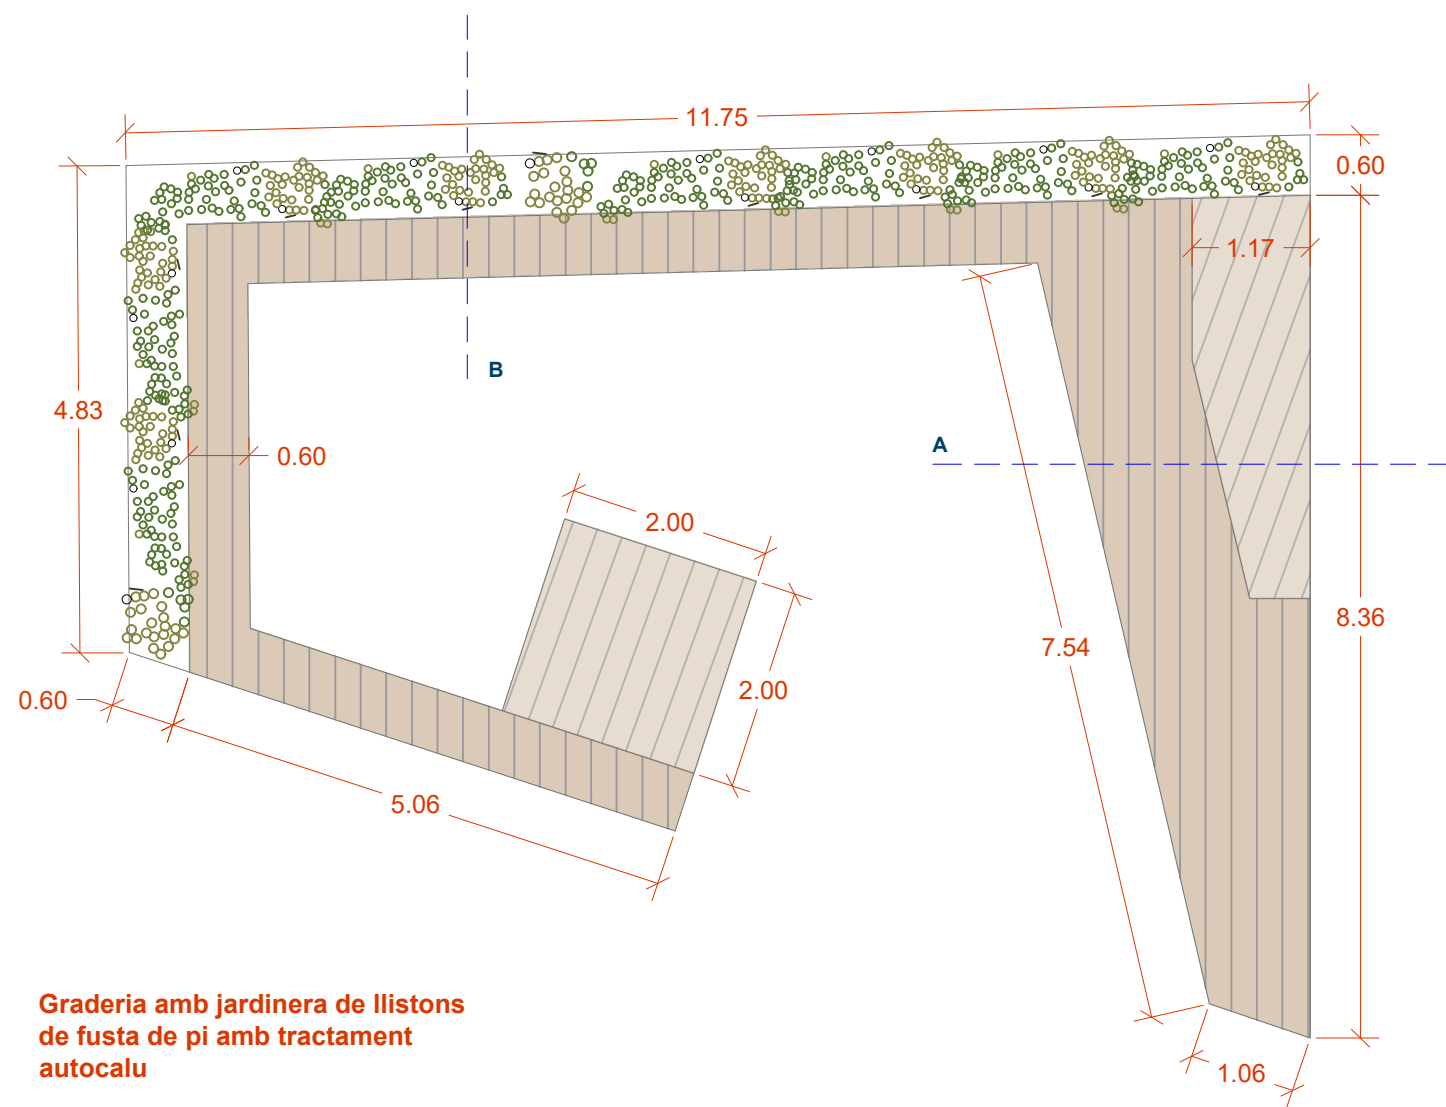 11.75
0.60
1.17
B
4.83
A
0.60
2.00
8.36
7.54
2.00
0.60
5.06
Graderia amb jardinera de llistons
de fusta de pi amb tractament
autocalu
1.06